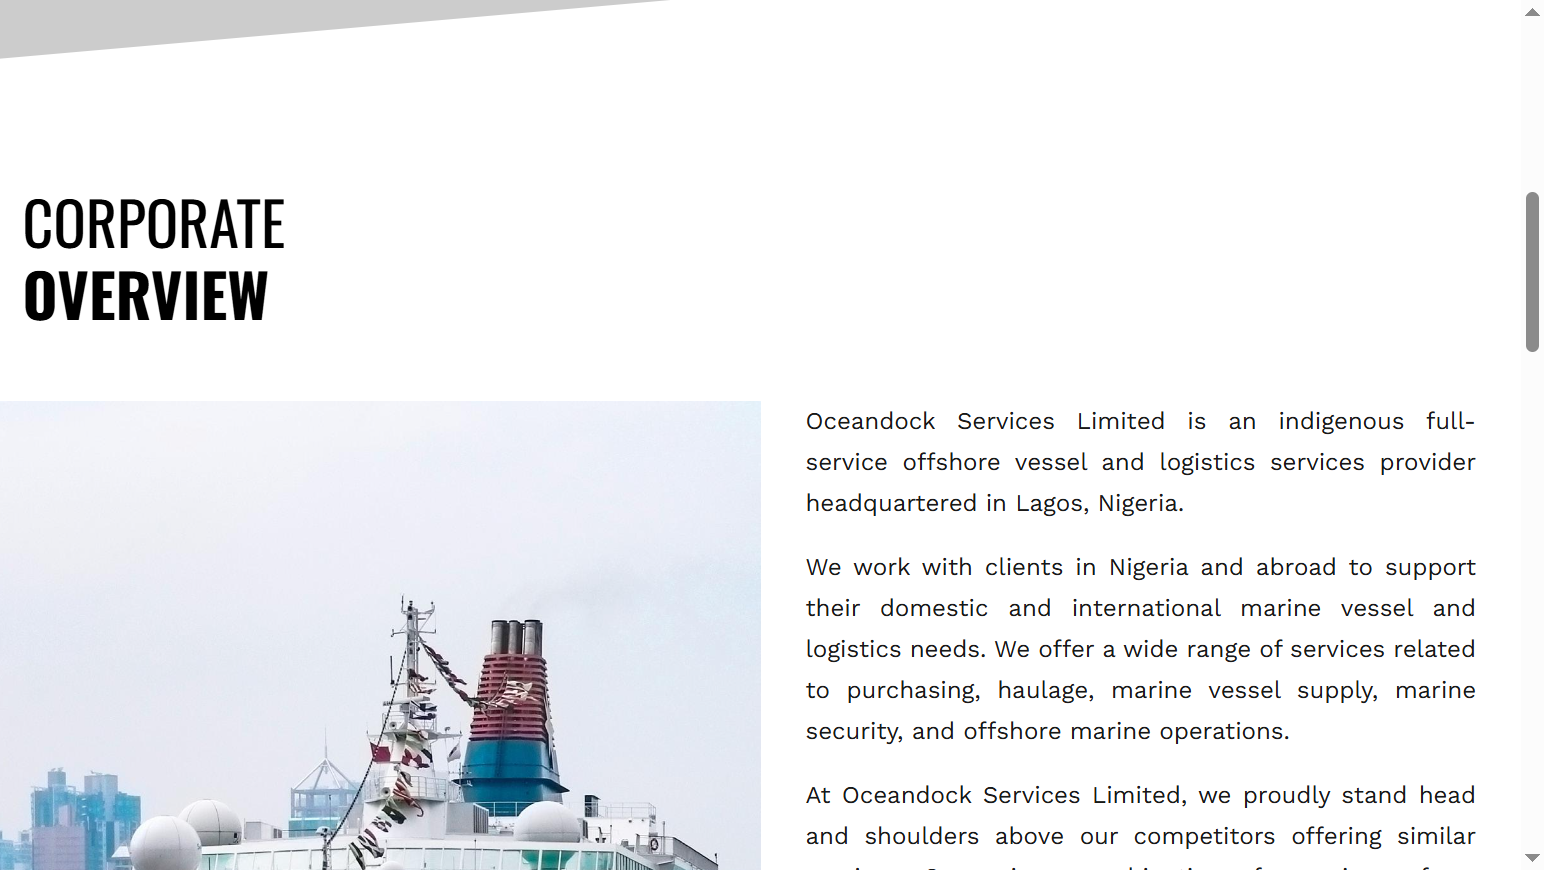 CORPORATE
OVERVIEW
Oceandock Services Limited is an indigenous full-
service offshore vessel and logistics services provider
headquartered in Lagos, Nigeria.
We work with clients in Nigeria and abroad to support
their domestic and international marine vessel and
logistics needs. We offer a wide range of services related
to purchasing, haulage, marine vessel supply, marine
security, and offshore marine operations.
At Oceandock Services Limited, we proudly stand head
and shoulders above our competitors offering similar